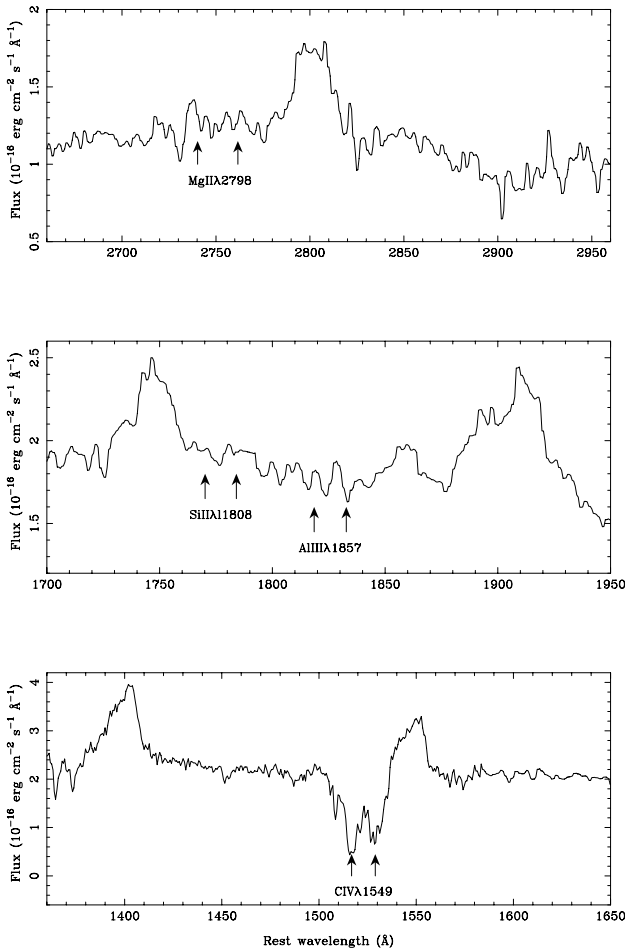 2
1.5
1
0.5
Flux (10⁻¹⁶ erg cm⁻² s⁻¹ Å⁻¹)
MgIIλ2798
2700 2750 2800 2850 2900 2950
2.5
2
1.5
Flux (10⁻¹⁶ erg cm⁻² s⁻¹ Å⁻¹)
SiIIλ1808
AlIIIλ1857
1700 1750 1800 1850 1900 1950
4
3
2
1
0
Flux (10⁻¹⁶ erg cm⁻² s⁻¹ Å⁻¹)
CIVλ1549
1400 1450 1500 1550 1600 1650
Rest wavelength (Å)